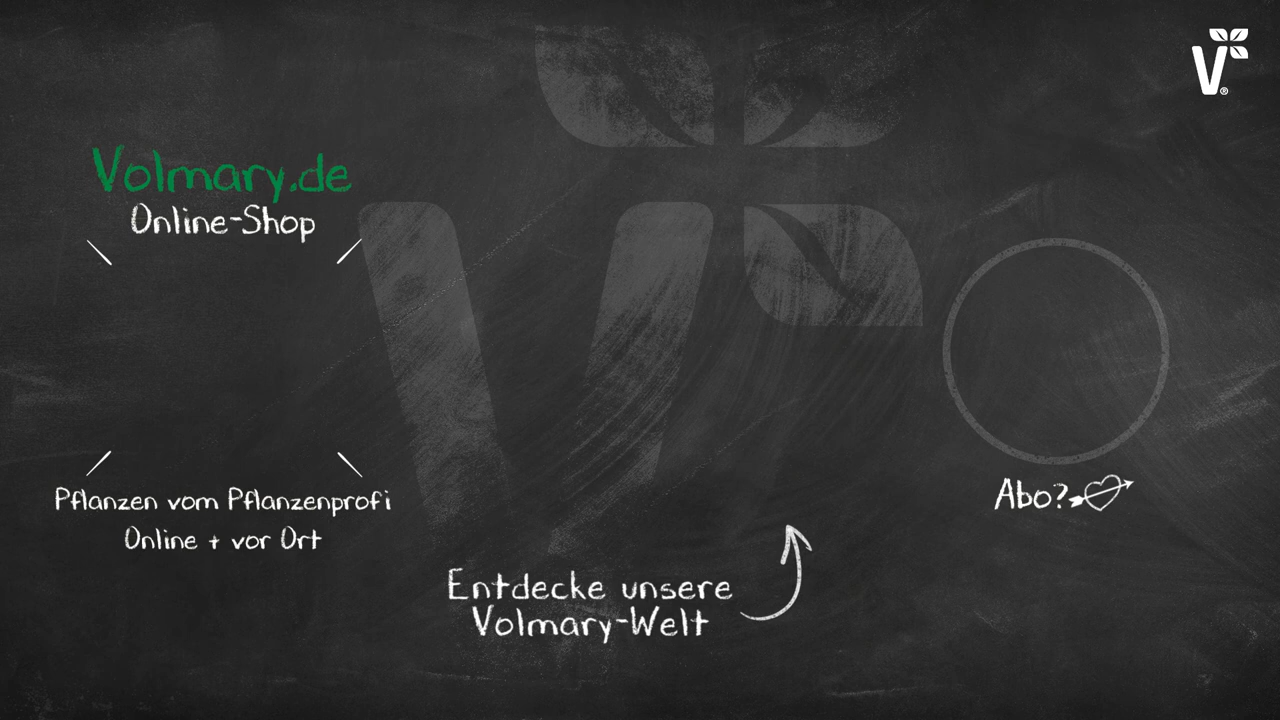 V®
Volmary.de
Online-Shop
Pflanzen vom Pflanzenprofi
Online + vor Ort
Entdecke unsere
Volmary-Welt
Abo?